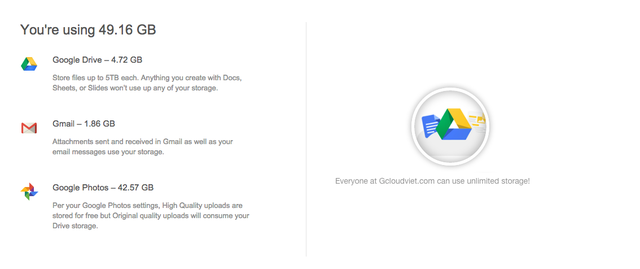 You're using 49.16 GB
Google Drive – 4.72 GB
Store files up to 5TB each. Anything you create with Docs,
Sheets, or Slides won't use up any of your storage.
Gmail – 1.86 GB
Attachments sent and received in Gmail as well as your
email messages use your storage.
Google Photos – 42.57 GB
Per your Google Photos settings, High Quality uploads are
stored for free but Original quality uploads will consume your
Drive storage.
Everyone at Gcloudviet.com can use unlimited storage!